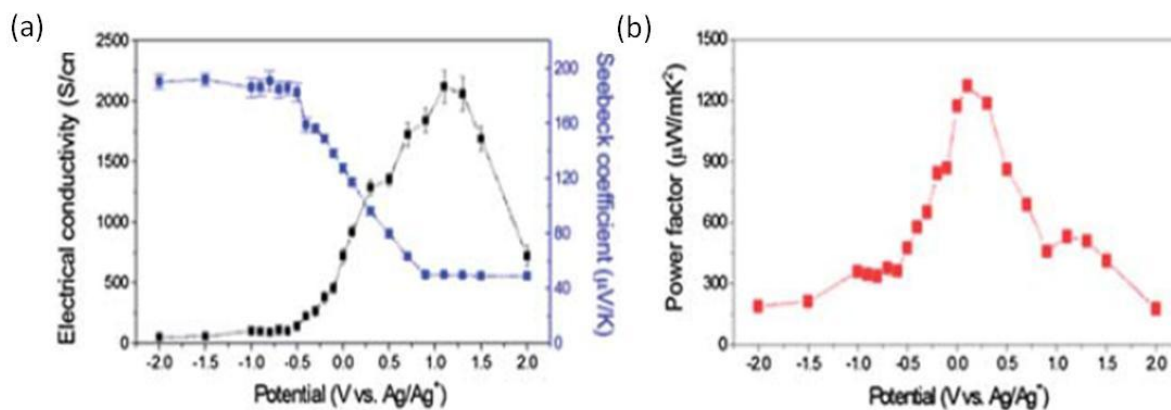 (a)
(b)
2500
2000
1500
1000
500
0
Electrical conductivity (S/cn
200
160
120
80
40
0
Seebeck coefficient (μV/K)
-2.0 -1.5 -1.0 -0.5 0.0 0.5 1.0 1.5 2.0
Potential (V vs. Ag/Ag⁺)
1500
1200
900
600
300
0
Power factor (μW/mK²)
-2.0 -1.5 -1.0 -0.5 0.0 0.5 1.0 1.5 2.0
Potential (V vs. Ag/Ag⁺)